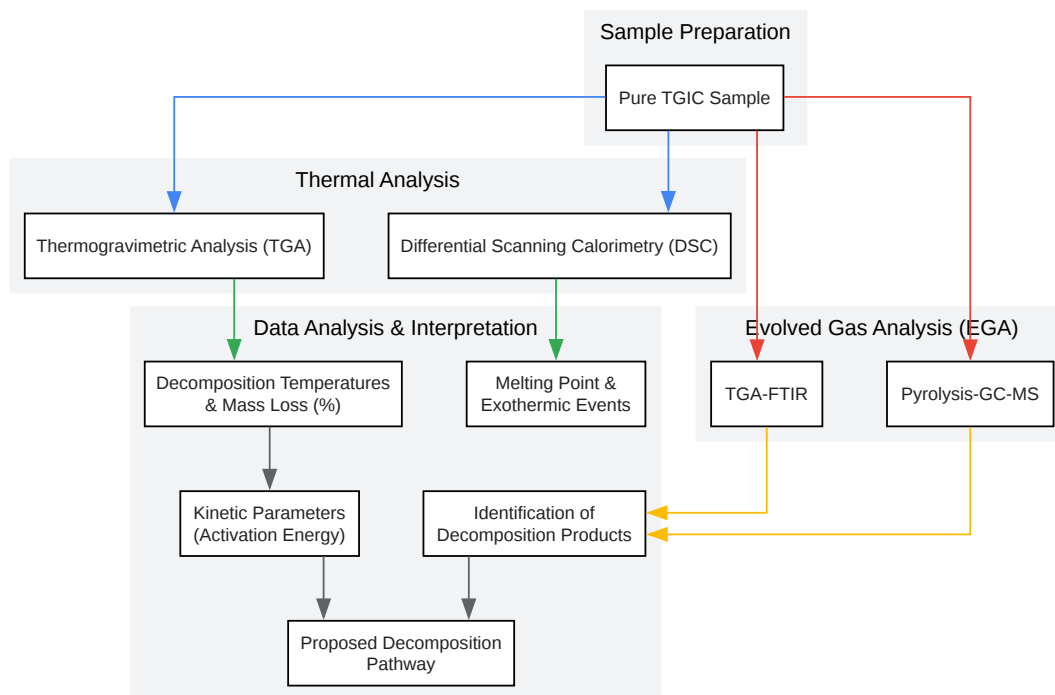 Sample Preparation
Pure TGIC Sample
Thermal Analysis
Thermogravimetric Analysis (TGA)
Differential Scanning Calorimetry (DSC)
Data Analysis & Interpretation
Evolved Gas Analysis (EGA)
Decomposition Temperatures
& Mass Loss (%)
Melting Point &
Exothermic Events
TGA-FTIR
Pyrolysis-GC-MS
Kinetic Parameters
(Activation Energy)
Identification of
Decomposition Products
Proposed Decomposition
Pathway